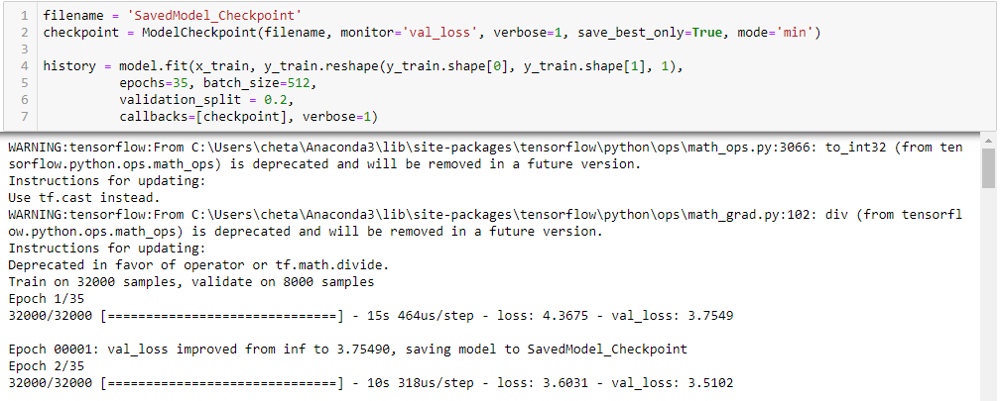 1 filename = 'SavedModel_Checkpoint'
2 checkpoint = ModelCheckpoint(filename, monitor='val_loss', verbose=1, save_best_only=True, mode='min')
3
4 history = model.fit(x_train, y_train.reshape(y_train.shape[0], y_train.shape[1], 1),
5 epochs=35, batch_size=512,
6 validation_split = 0.2,
7 callbacks=[checkpoint], verbose=1)
WARNING:tensorflow:From C:\Users\cheta\Anaconda3\lib\site-packages\tensorflow\python\ops\math_ops.py:3066: to_int32 (from ten
sorflow.python.ops.math_ops) is deprecated and will be removed in a future version.
Instructions for updating:
Use tf.cast instead.
WARNING:tensorflow:From C:\Users\cheta\Anaconda3\lib\site-packages\tensorflow\python\ops\math_grad.py:102: div (from tensorfl
ow.python.ops.math_ops) is deprecated and will be removed in a future version.
Instructions for updating:
Deprecated in favor of operator or tf.math.divide.
Train on 32000 samples, validate on 8000 samples
Epoch 1/35
32000/32000 [==============================] - 15s 464us/step - loss: 4.3675 - val_loss: 3.7549
Epoch 00001: val_loss improved from inf to 3.75490, saving model to SavedModel_Checkpoint
Epoch 2/35
32000/32000 [==============================] - 10s 318us/step - loss: 3.6031 - val_loss: 3.5102